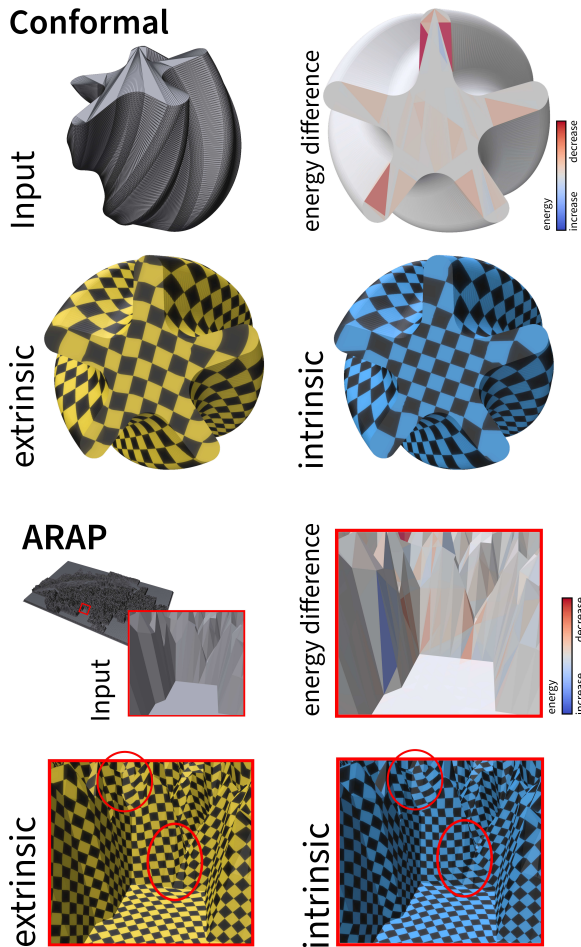 Conformal
Input
energy difference
energy
increase
decrease
extrinsic
intrinsic
ARAP
Input
energy difference
energy
increase
decrease
extrinsic
intrinsic